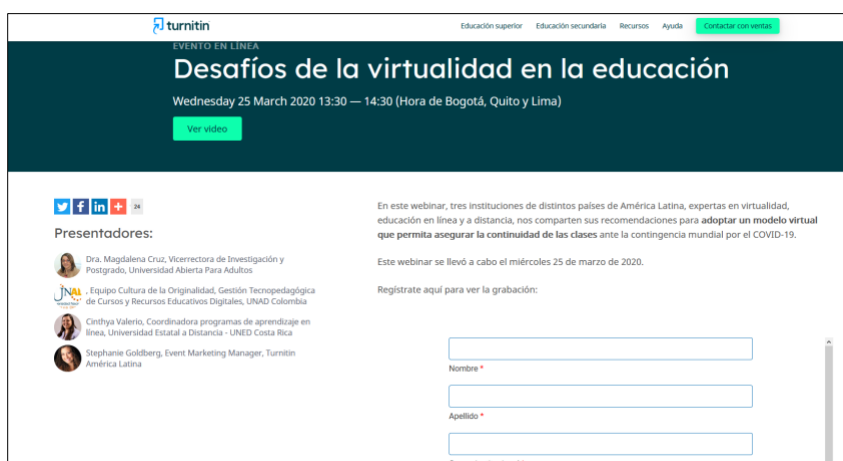 turnitin
Educación superior Educación secundaria Recursos Ayuda Contactar con ventas
EVENTO EN LÍNEA
Desafíos de la virtualidad en la educación
Wednesday 25 March 2020 13:30 — 14:30 (Hora de Bogotá, Quito y Lima)
Ver video
24
Presentadores:
Dra. Magdalena Cruz, Vicerrectora de Investigación y
Postgrado, Universidad Abierta Para Adultos
UNAD
, Equipo Cultura de la Originalidad, Gestión Tecnopedagógica
de Cursos y Recursos Educativos Digitales, UNAD Colombia
Cinthya Valerio, Coordinadora programas de aprendizaje en
línea, Universidad Estatal a Distancia - UNED Costa Rica
Stephanie Goldberg, Event Marketing Manager, Turnitin
América Latina
En este webinar, tres instituciones de distintos países de América Latina, expertas en virtualidad,
educación en línea y a distancia, nos comparten sus recomendaciones para adoptar un modelo virtual
que permita asegurar la continuidad de las clases ante la contingencia mundial por el COVID-19.
Este webinar se llevó a cabo el miércoles 25 de marzo de 2020.
Regístrate aquí para ver la grabación:
Nombre *
Apellido *